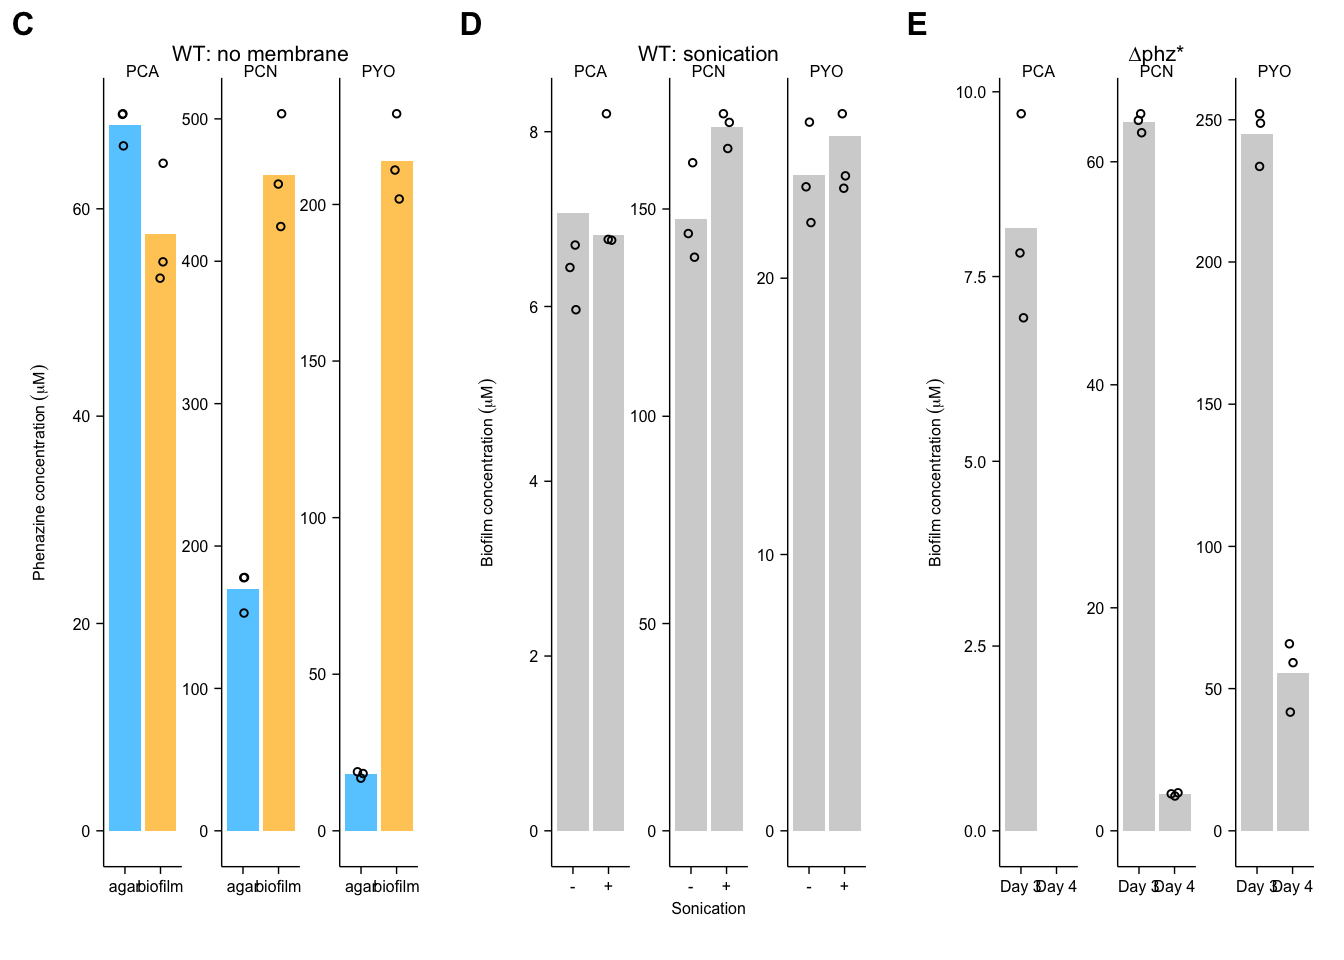 C
WT: no membrane
PCA
PCN
PYO
Phenazine concentration (μM)
60
40
20
0
500
400
300
200
100
0
200
150
100
50
0
agar
biofilm
agar
biofilm
agar
biofilm
D
WT: sonication
PCA
PCN
PYO
Biofilm concentration (μM)
8
6
4
2
0
150
100
50
0
20
10
0
-
+
-
+
-
+
Sonication
E
Δphz*
PCA
PCN
PYO
Biofilm concentration (μM)
10.0
7.5
5.0
2.5
0.0
60
40
20
0
250
200
150
100
50
0
Day 3
Day 4
Day 3
Day 4
Day 3
Day 4